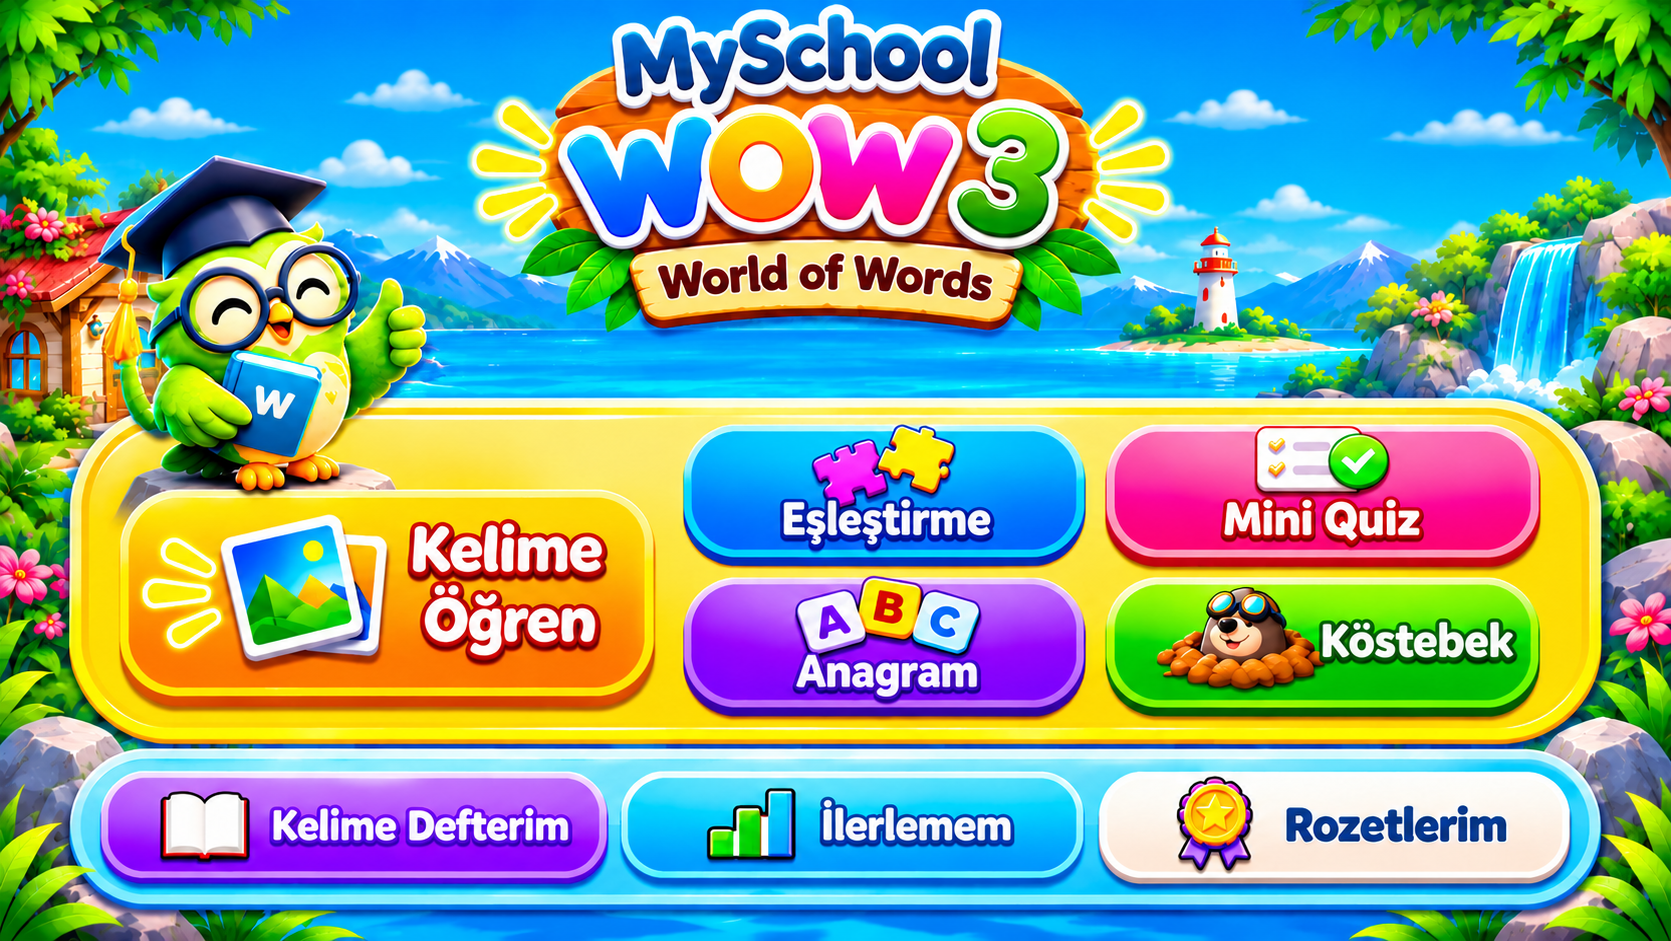 MySchool
WOW 3
World of Words
W
Kelime
Öğren
Eşleştirme
Mini Quiz
A B C
Anagram
Köstebek
Kelime Defterim
İlerlemem
Rozetlerim